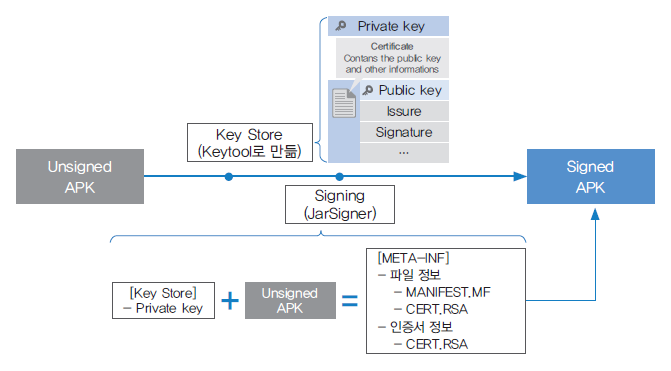 Private key
Certificate
Contans the public key
and other informations
Public key
Issure
Signature
...
Key Store
(Keytool로 만듦)
Unsigned
APK
Signed
APK
Signing
(JarSigner)
[Key Store]
- Private key
+
Unsigned
APK
=
[META-INF]
- 파일 정보
- MANIFEST.MF
- CERT.RSA
- 인증서 정보
- CERT.RSA